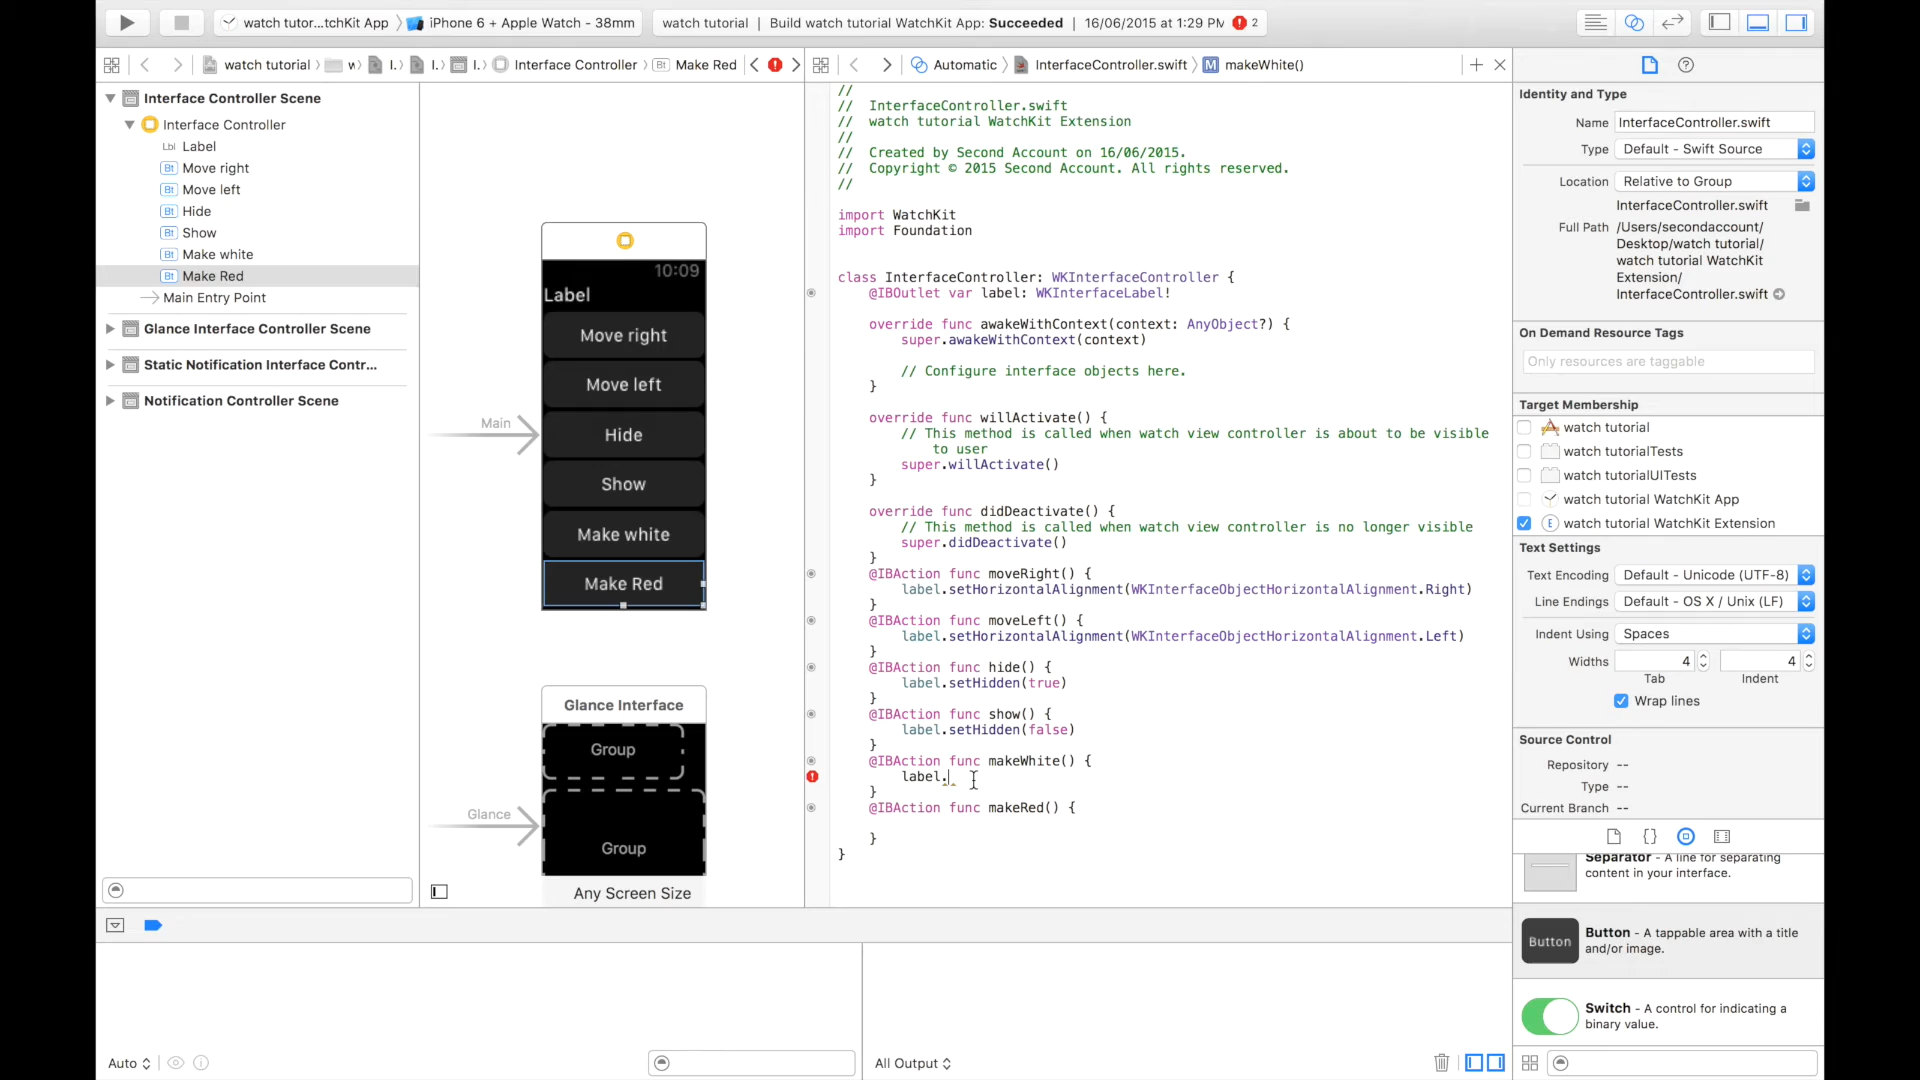 watch tutor...tchKit App
iPhone 6 + Apple Watch - 38mm
watch tutorial | Build watch tutorial WatchKit App: Succeeded | 16/06/2015 at 1:29 PM
2
watch tutorial
Interface Controller
Bt Make Red
Automatic
InterfaceController.swift
M makeWhite()
Interface Controller Scene
Interface Controller
Lbl Label
Bt Move right
Bt Move left
Bt Hide
Bt Show
Bt Make white
Bt Make Red
Main Entry Point
Glance Interface Controller Scene
Static Notification Interface Contr...
Notification Controller Scene
10:09
Label
Move right
Move left
Main
Hide
Show
Make white
Make Red
Glance Interface
Group
Glance
Group
Any Screen Size
//
// InterfaceController.swift
// watch tutorial WatchKit Extension
//
// Created by Second Account on 16/06/2015.
// Copyright © 2015 Second Account. All rights reserved.
//
import WatchKit
import Foundation
class InterfaceController: WKInterfaceController {
@IBOutlet var label: WKInterfaceLabel!
override func awakeWithContext(context: AnyObject?) {
super.awakeWithContext(context)
// Configure interface objects here.
}
override func willActivate() {
// This method is called when watch view controller is about to be visible
to user
super.willActivate()
}
override func didDeactivate() {
// This method is called when watch view controller is no longer visible
super.didDeactivate()
}
@IBAction func moveRight() {
label.setHorizontalAlignment(WKInterfaceObjectHorizontalAlignment.Right)
}
@IBAction func moveLeft() {
label.setHorizontalAlignment(WKInterfaceObjectHorizontalAlignment.Left)
}
@IBAction func hide() {
label.setHidden(true)
}
@IBAction func show() {
label.setHidden(false)
}
@IBAction func makeWhite() {
label.
}
@IBAction func makeRed() {
}
}
Identity and Type
Name InterfaceController.swift
Type Default - Swift Source
Location Relative to Group
InterfaceController.swift
Full Path /Users/secondaccount/
Desktop/watch tutorial/
watch tutorial WatchKit
Extension/
InterfaceController.swift
On Demand Resource Tags
Only resources are taggable
Target Membership
watch tutorial
watch tutorialTests
watch tutorialUITests
watch tutorial WatchKit App
E watch tutorial WatchKit Extension
Text Settings
Text Encoding Default - Unicode (UTF-8)
Line Endings Default - OS X / Unix (LF)
Indent Using Spaces
Widths 4 4
Tab Indent
Wrap lines
Source Control
Repository --
Type --
Current Branch --
{}
Separator - A line for separating
content in your interface.
Button
Button - A tappable area with a title
and/or image.
Switch - A control for indicating a
binary value.
Auto
All Output